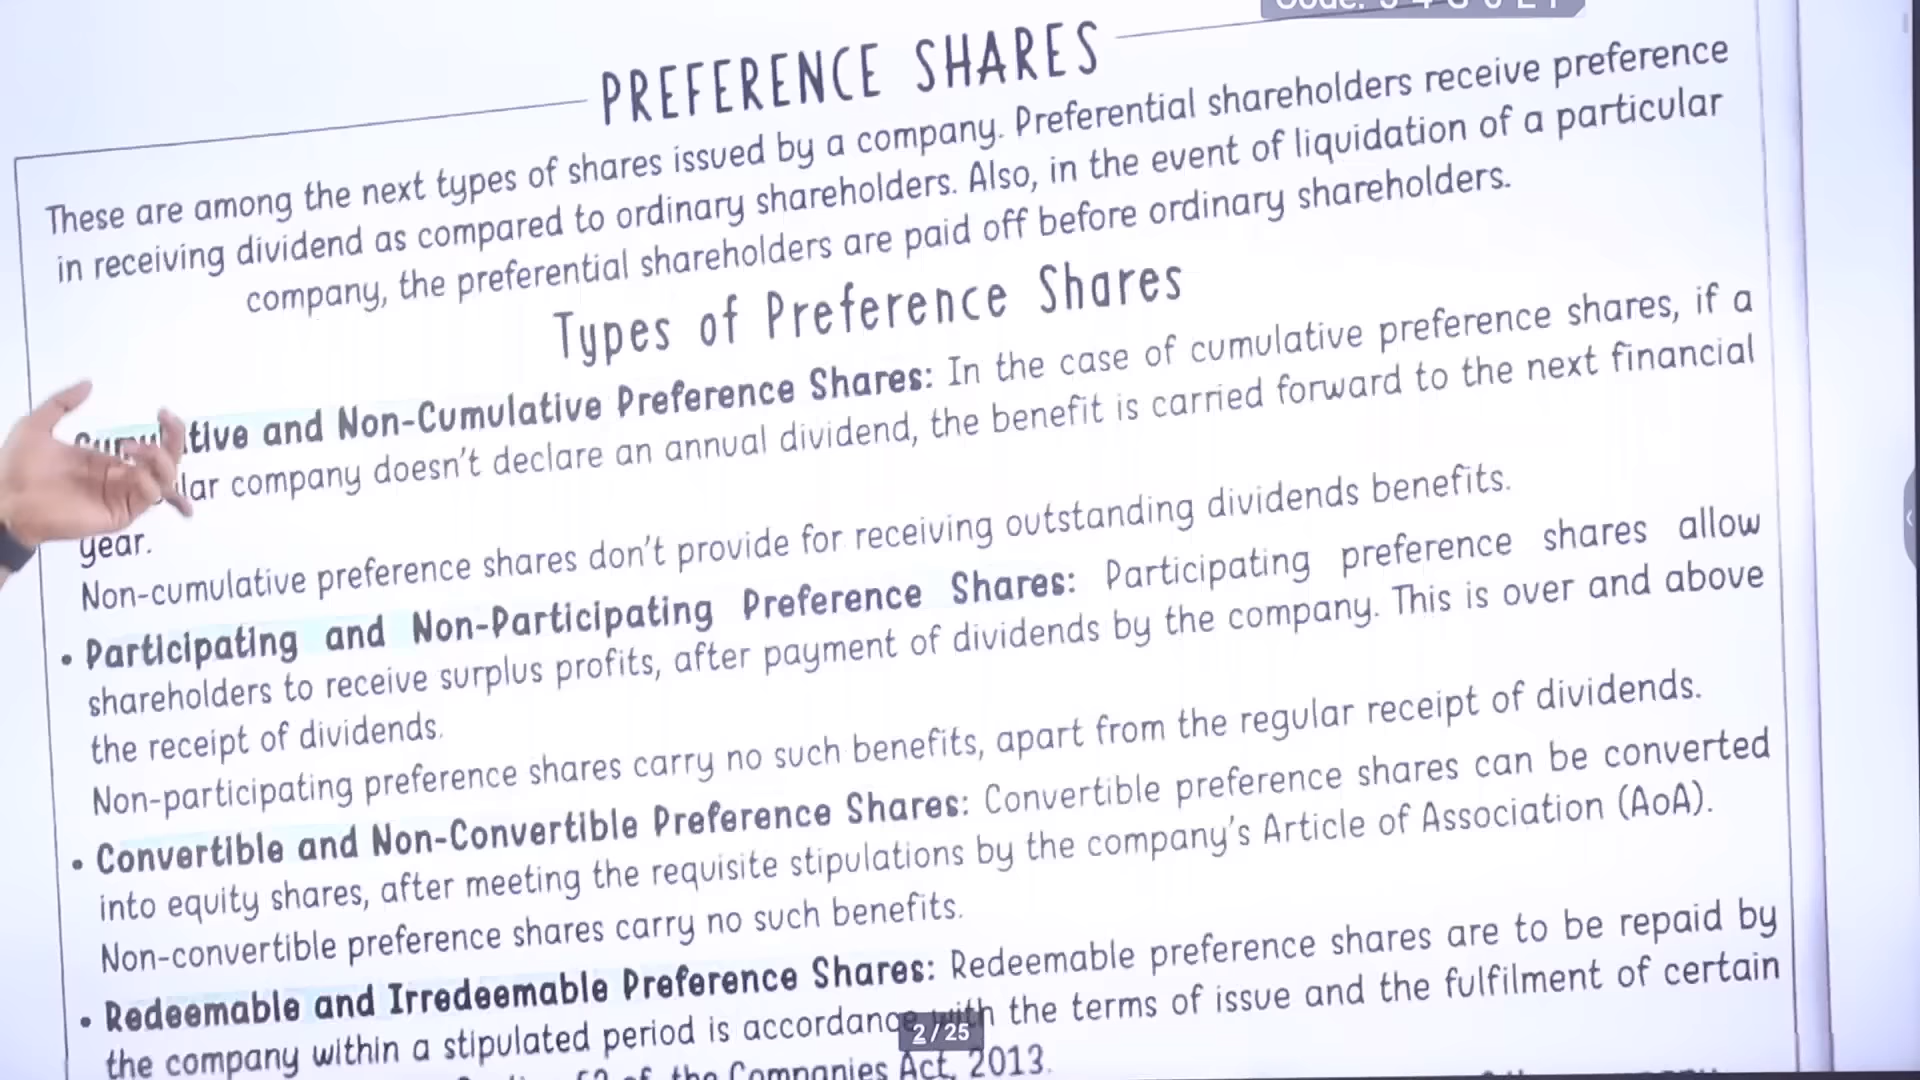 PREFERENCE SHARES
These are among the next types of shares issued by a company. Preferential shareholders receive preference
in receiving dividend as compared to ordinary shareholders. Also, in the event of liquidation of a particular
company, the preferential shareholders are paid off before ordinary shareholders.
Types of Preference Shares
and Non-Cumulative Preference Shares: In the case of cumulative preference shares, if a
company doesn't declare an annual dividend, the benefit is carried forward to the next financial
year.
Non-cumulative preference shares don't provide for receiving outstanding dividends benefits.
• Participating and Non-Participating Preference Shares: Participating preference shares allow
shareholders to receive surplus profits, after payment of dividends by the company. This is over and above
the receipt of dividends.
Non-participating preference shares carry no such benefits, apart from the regular receipt of dividends.
• Convertible and Non-Convertible Preference Shares: Convertible preference shares can be converted
into equity shares, after meeting the requisite stipulations by the company's Article of Association (AoA).
Non-convertible preference shares carry no such benefits.
• Redeemable and Irredeemable Preference Shares: Redeemable preference shares are to be repaid by
the company within a stipulated period is accordance with the terms of issue and the fulfilment of certain
2/25
of the Companies Act, 2013.